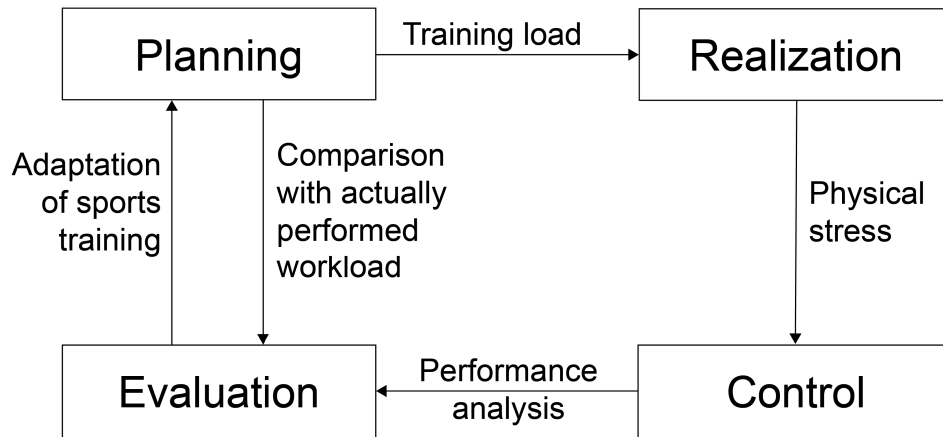 Planning
Training load
Realization
Adaptation
of sports
training
Comparison
with actually
performed
workload
Physical
stress
Evaluation
Performance
analysis
Control